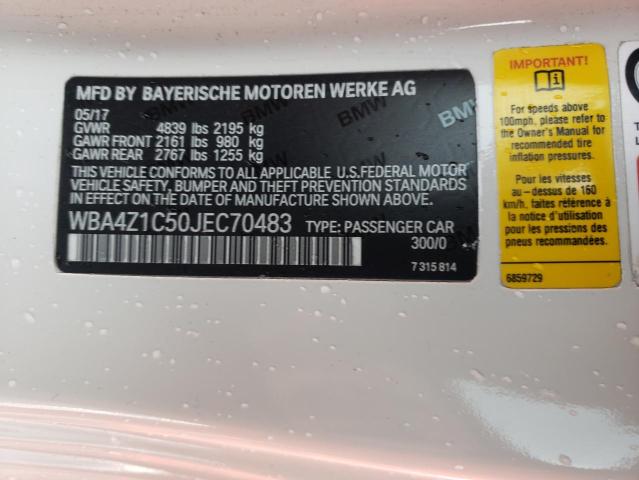 MFD BY BAYERISCHE MOTOREN WERKE AG
05/17
GVWR 4839 lbs 2195 kg
GAWR FRONT 2161 lbs 980 kg
GAWR REAR 2767 lbs 1255 kg
THIS VEHICLE CONFORMS TO ALL APPLICABLE U.S.FEDERAL MOTOR
VEHICLE SAFETY, BUMPER AND THEFT PREVENTION STANDARDS
IN EFFECT ON THE DATE OF MANUFACTURE SHOWN ABOVE.
WBA4Z1C50JEC70483 TYPE: PASSENGER CAR
300/0
7 315 814
BMW
BMW
BMW
BMW
IMPORTANT!
For speeds above
100mph, please refer to
the Owner's Manual for
recommended tire
inflation pressures.
Pour les vitesses
au-dessus de 160
km/h, faites référence à
la notice d'utilisation
pour les pressions des
pneus recommandées.
6859729